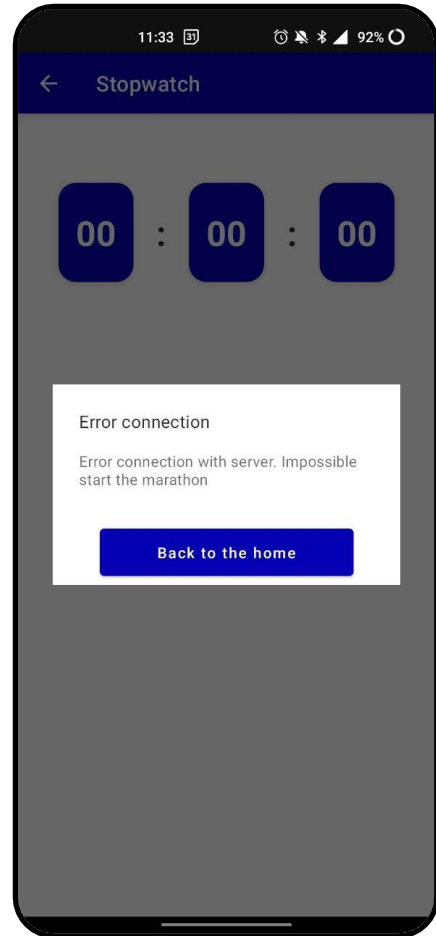 11:33 31 92%
Stopwatch
00 : 00 : 00
Error connection
Error connection with server. Impossible
start the marathon
Back to the home